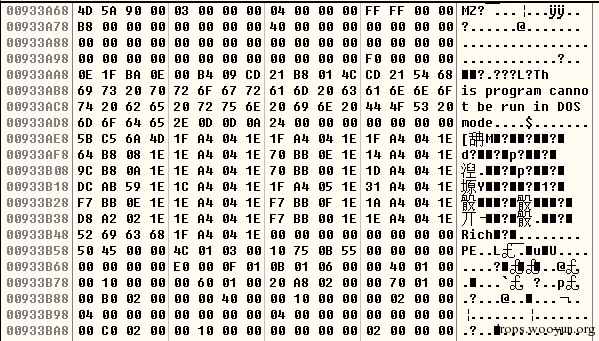 00933A68 4D 5A 90 00 03 00 00 00 04 00 00 00 FF FF 00 00 MZ?
00933A78 B8 00 00 00 00 00 00 00 40 00 00 00 00 00 00 00 ?.......@.......
00933A88 00 00 00 00 00 00 00 00 00 00 00 00 00 00 00 00 ................
00933A98 00 00 00 00 00 00 00 00 00 00 00 00 F0 00 00 00 ............?..
00933AA8 0E 1F BA 0E 00 B4 09 CD 21 B8 01 4C CD 21 54 68 ■■?.???L?Th
00933AB8 69 73 20 70 72 6F 67 72 61 6D 20 63 61 6E 6E 6F is program canno
00933AC8 74 20 62 65 20 72 75 6E 20 69 6E 20 44 4F 53 20 t be run in DOS
00933AD8 6D 6F 64 65 2E 0D 0D 0A 24 00 00 00 00 00 00 00 mode....$.......
00933AE8 5B C5 6A 4D 1F A4 04 1E 1F A4 04 1E 1F A4 04 1E
00933AF8 64 B8 08 1E 1E A4 04 1E 70 BB 0E 1E 14 A4 04 1E
00933B08 9C B8 0A 1E 1E A4 04 1E 70 BB 00 1E 1D A4 04 1E
00933B18 DC AB 59 1E 1C A4 04 1E 1F A4 05 1E 31 A4 04 1E
00933B28 F7 BB 0E 1E 1E A4 04 1E F7 BB 0F 1E 1A A4 04 1E
00933B38 D8 A2 02 1E 1E A4 04 1E F7 BB 00 1E 1E A4 04 1E
00933B48 52 69 63 68 1F A4 04 1E 00 00 00 00 00 00 00 00 Rich■?■........
00933B58 50 45 00 00 4C 01 03 00 10 75 0B 55 00 00 00 00
00933B68 00 00 00 00 E0 00 0F 01 0B 01 06 00 00 40 01 00
00933B78 00 10 00 00 00 60 01 00 20 A8 02 00 00 70 01 00
00933B88 00 B0 02 00 00 00 40 00 00 10 00 00 00 02 00 00
00933B98 04 00 00 00 00 00 00 00 04 00 00 00 00 00 00 00
00933BA8 00 C0 02 00 00 10 00 00 00 00 00 00 02 00 00 00
drops.wooyun.org